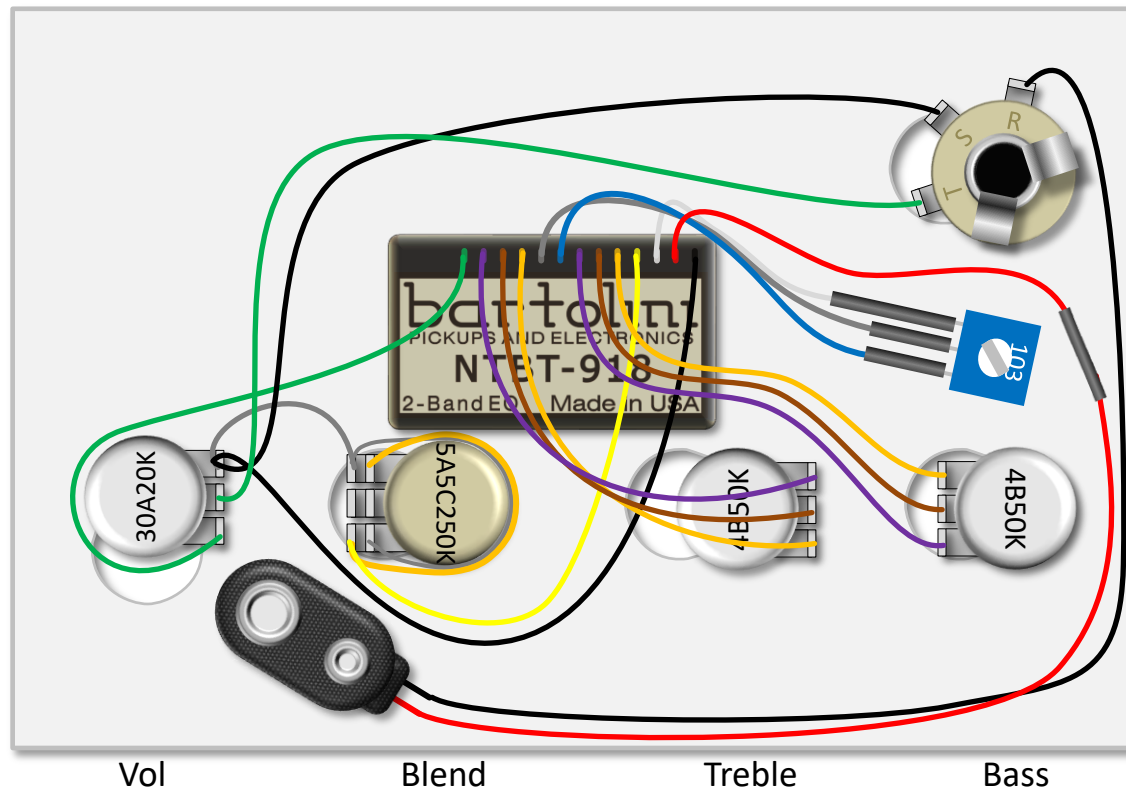 S
R
T
bartolini
PICKUPS AND ELECTRONICS
NTBT-918
2-Band EQ Made in USA
103
30A20K
5A5C250K
4B50K
4B50K
Vol Blend Treble Bass